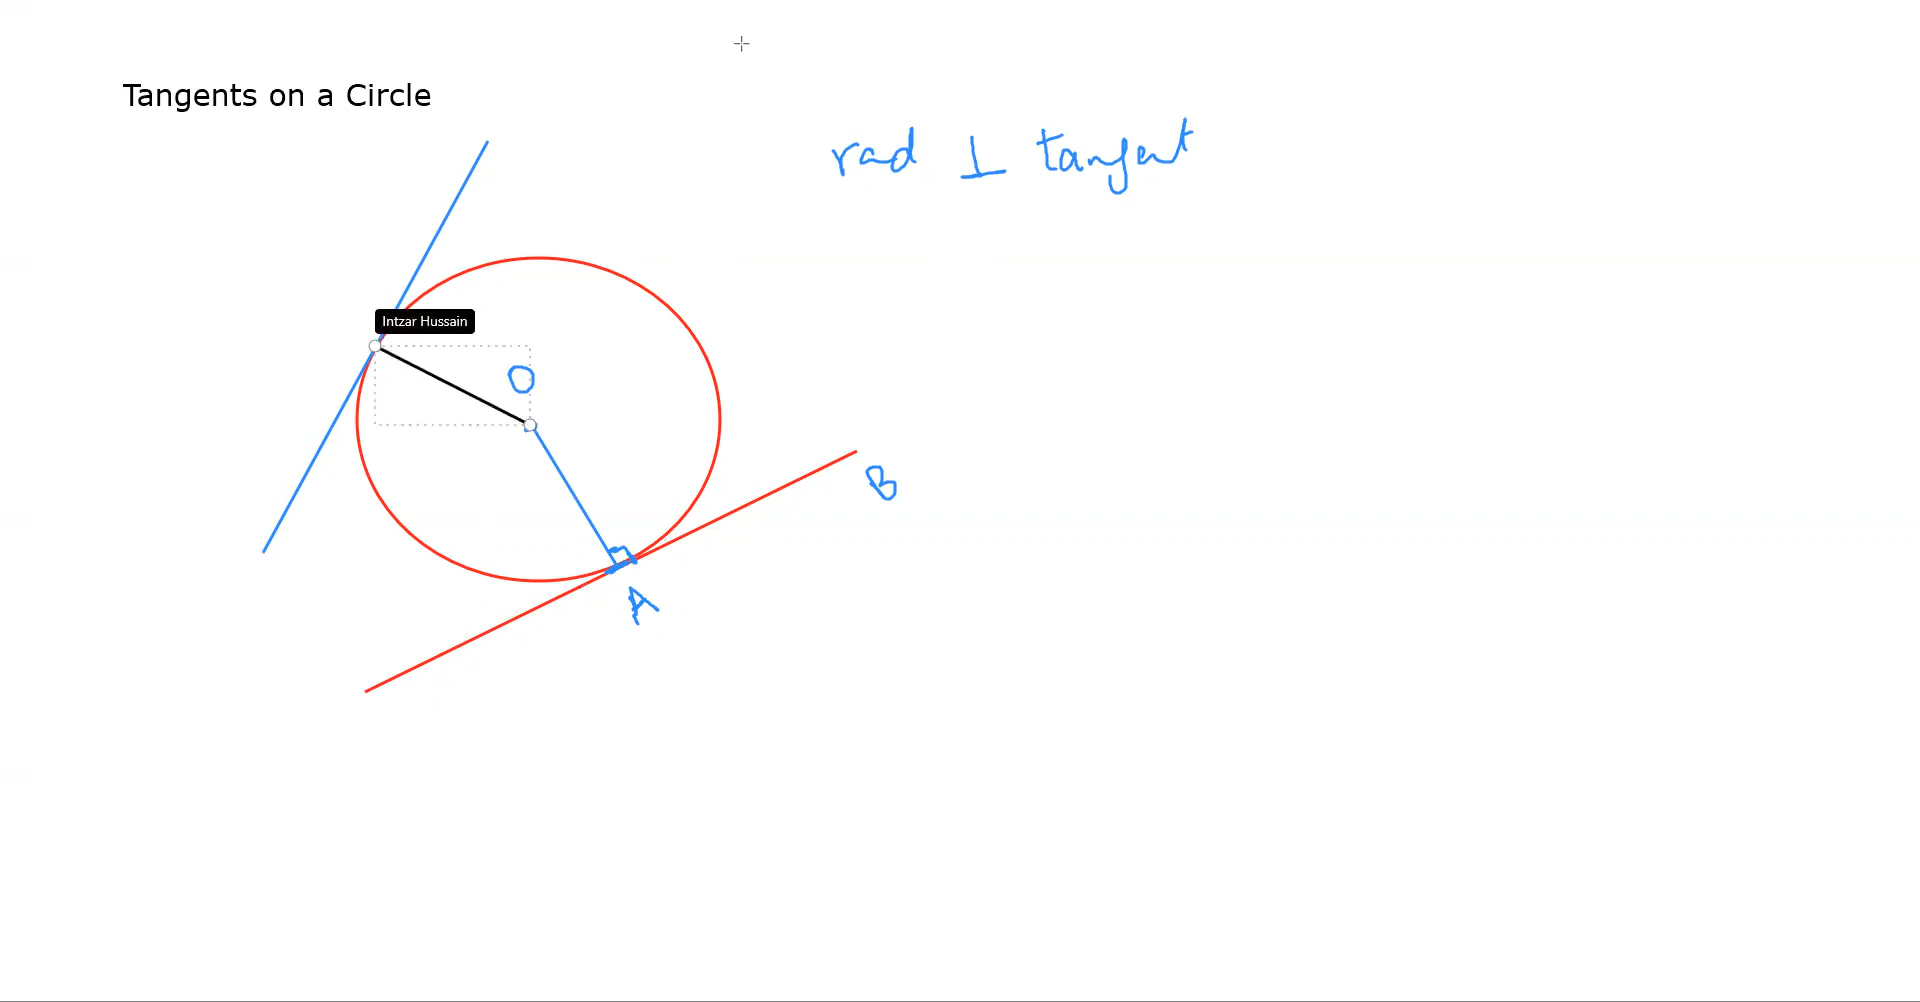 Tangents on a Circle
rad ⊥ tangent
Intzar Hussain
O
B
A